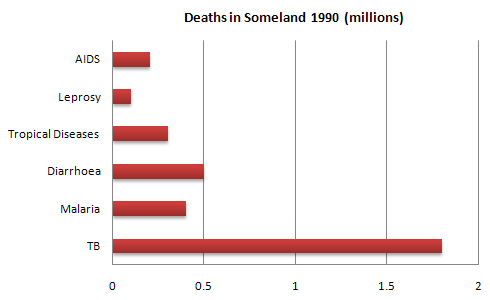 Deaths in Someland 1990 (millions)
AIDS
Leprosy
Tropical Diseases
Diarrhoea
Malaria
TB
0 0.5 1 1.5 2